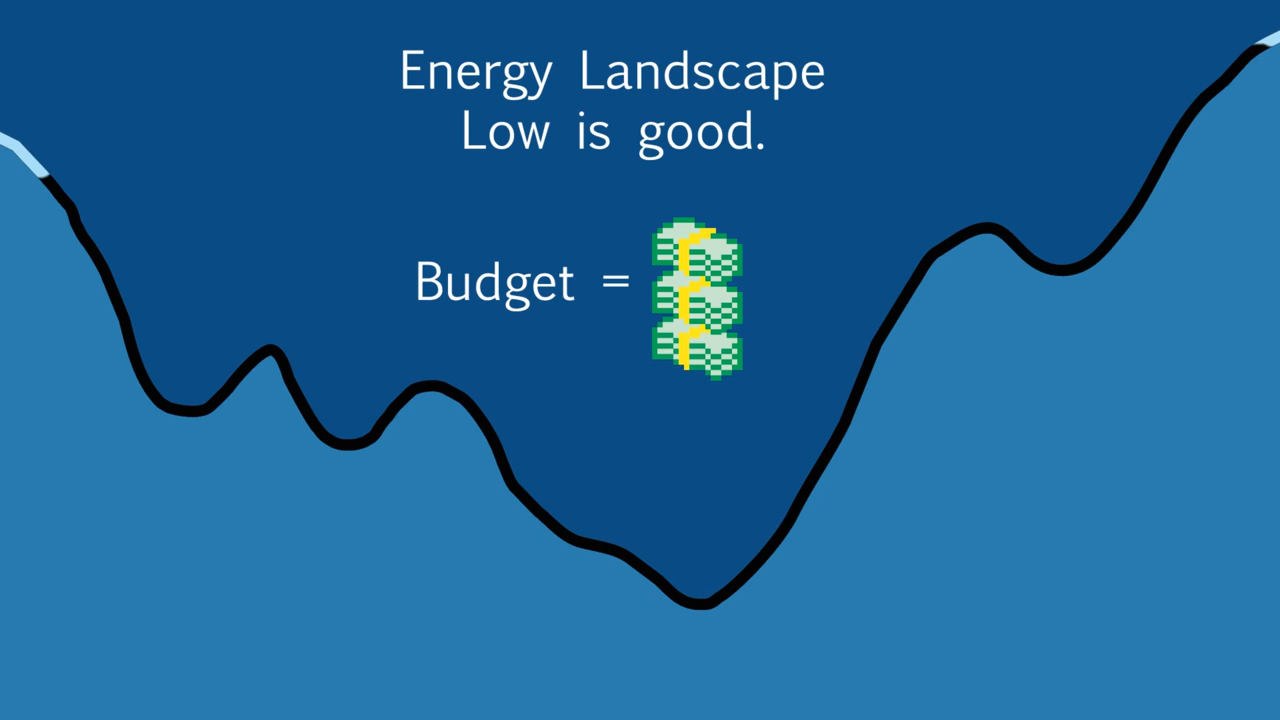 Energy Landscape
Low is good.
Budget =